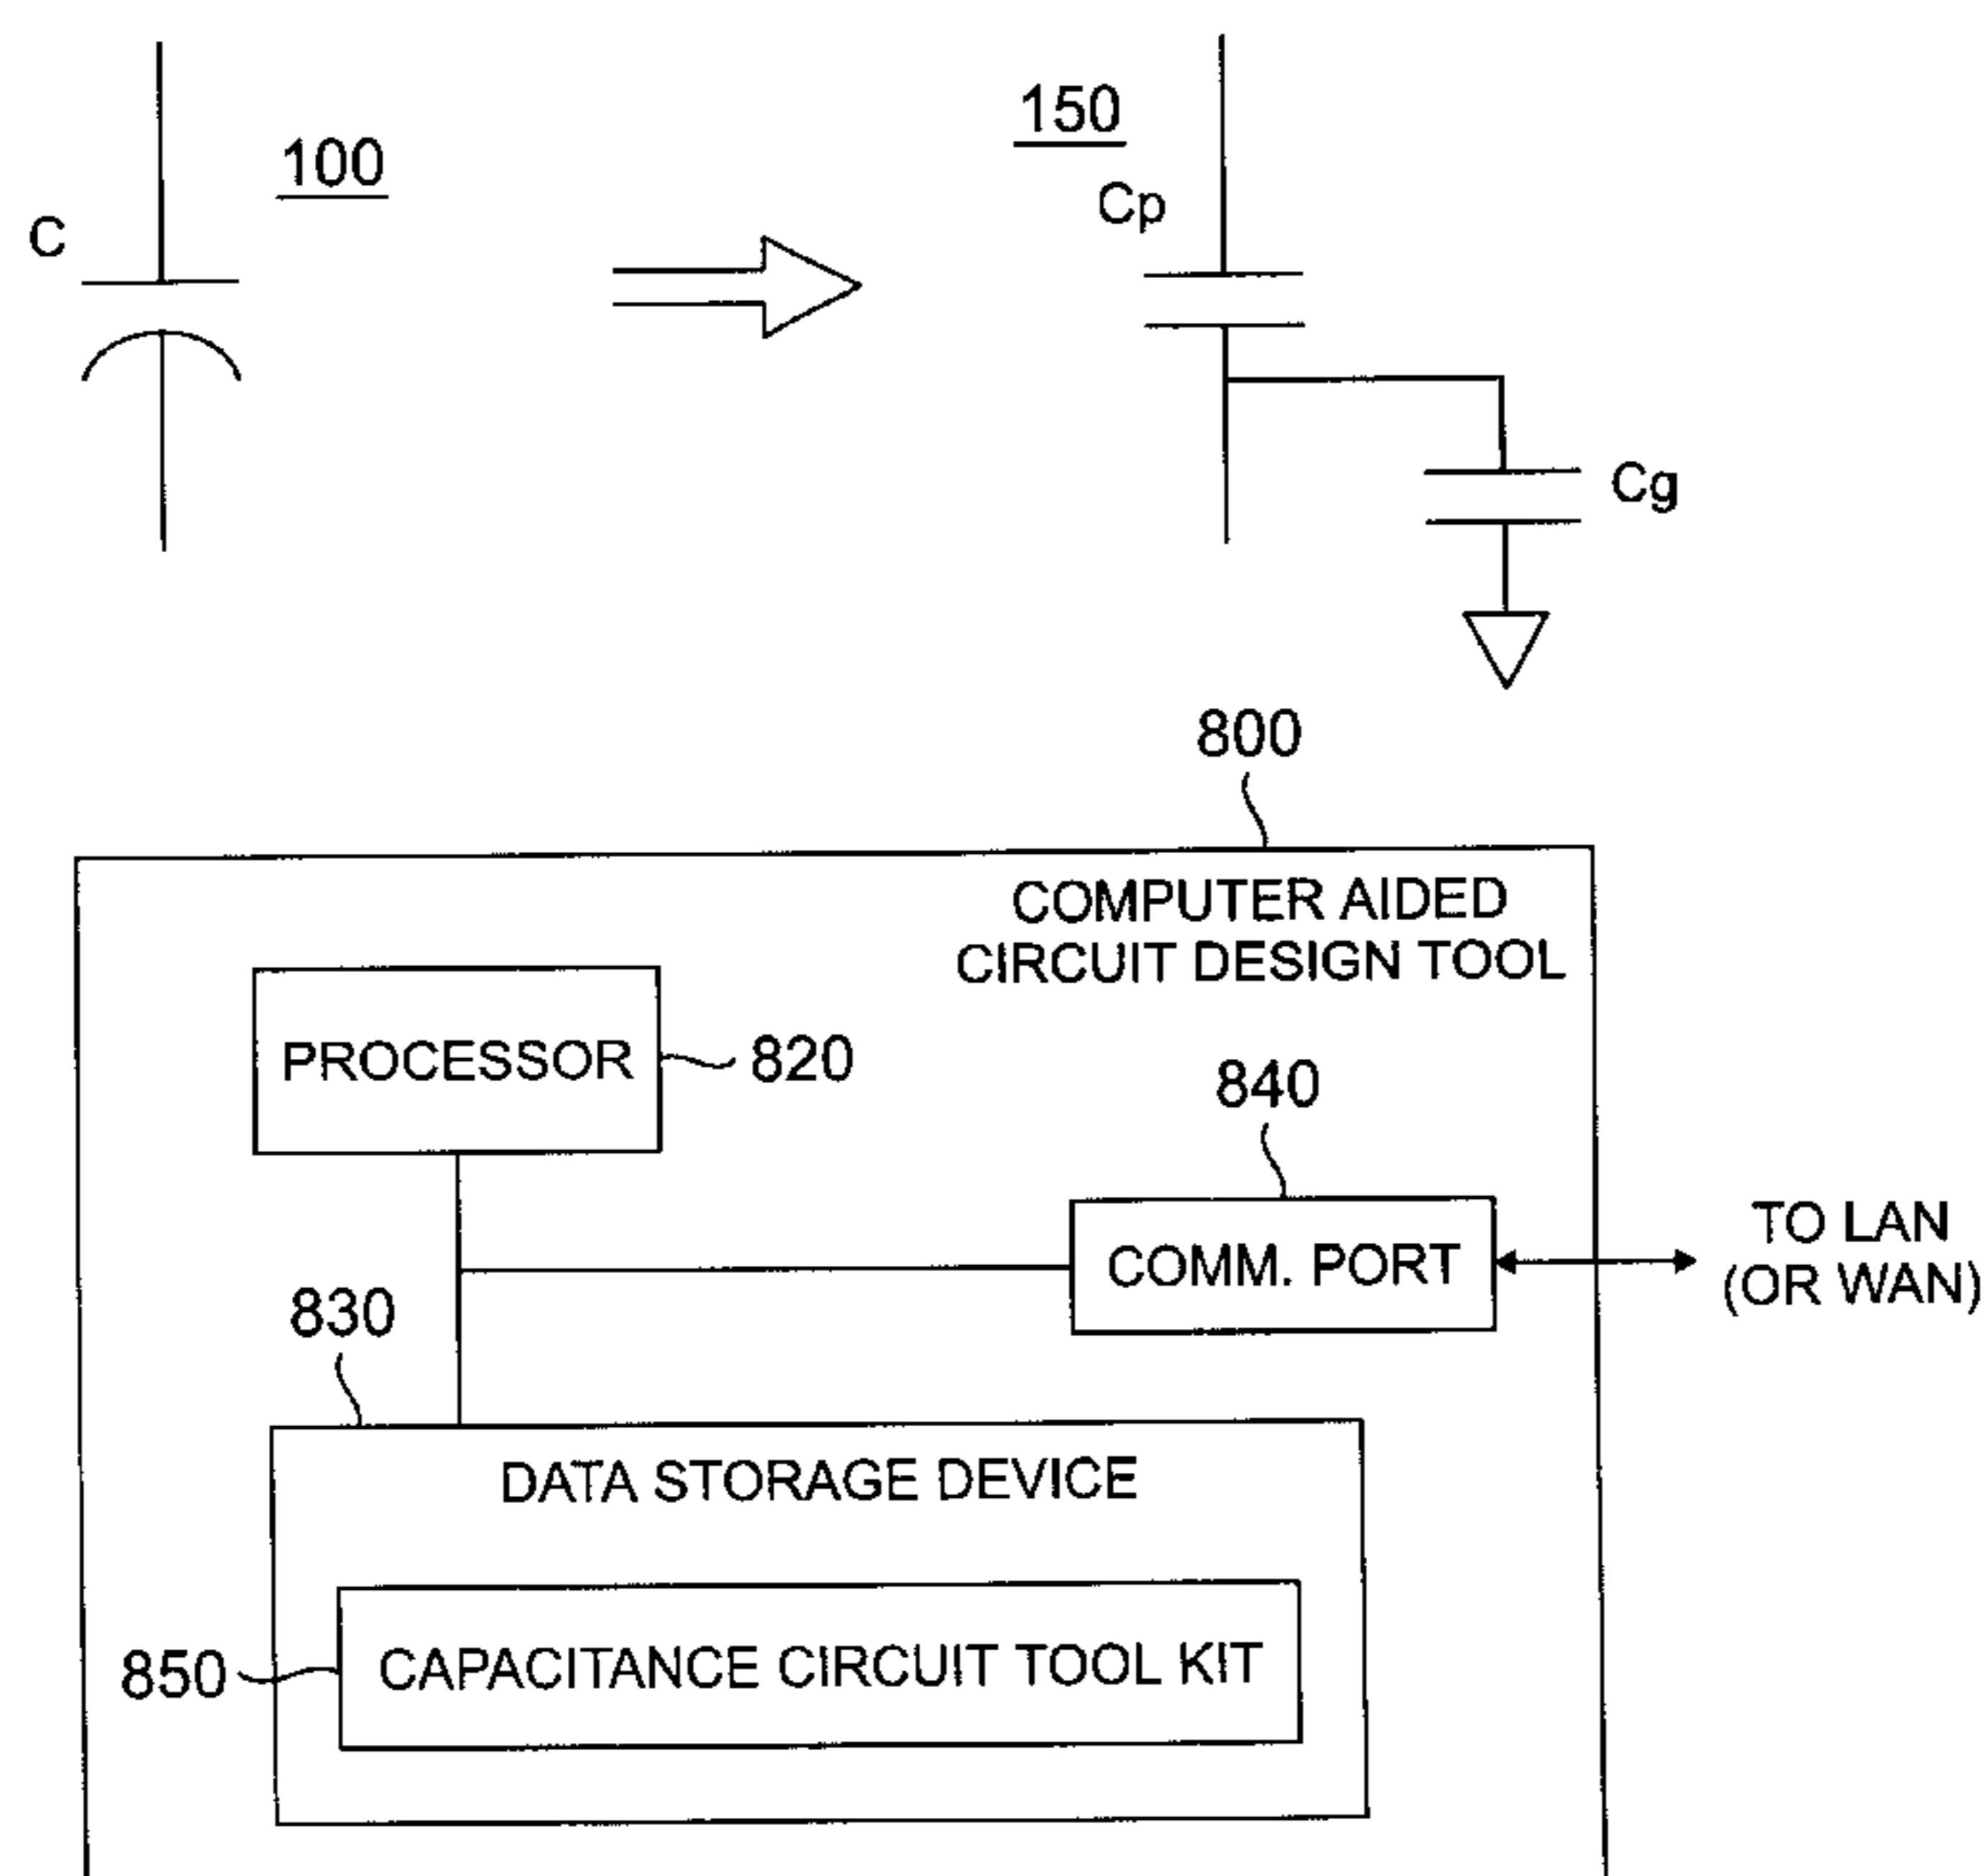 100
150
C
Cp
Cg
800
COMPUTER AIDED
CIRCUIT DESIGN TOOL
PROCESSOR
820
840
COMM. PORT
TO LAN
(OR WAN)
830
DATA STORAGE DEVICE
850
CAPACITANCE CIRCUIT TOOL KIT